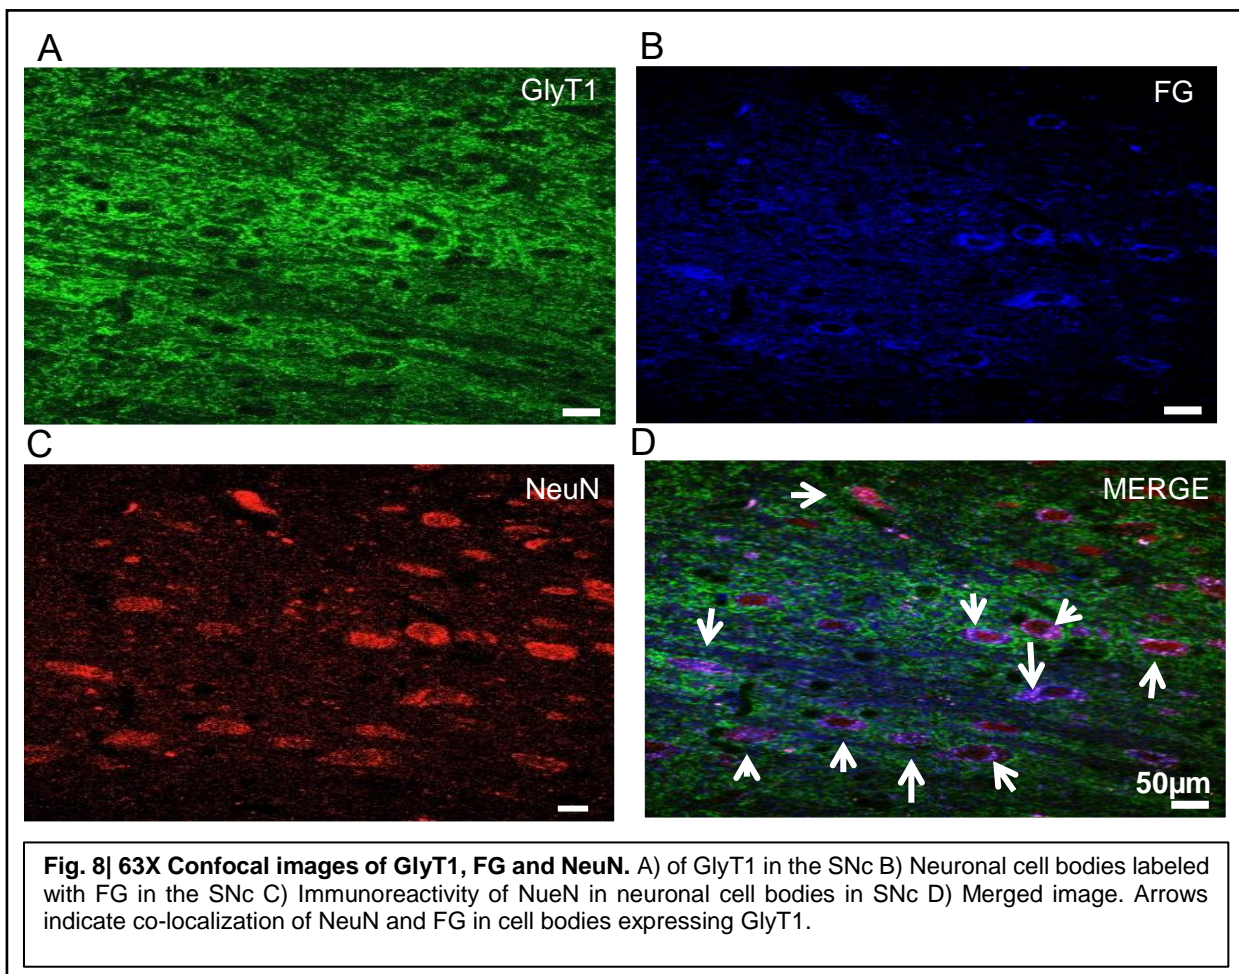 A
B
GlyT1
FG
C
D
NeuN
MERGE
50µm
Fig. 8| 63X Confocal images of GlyT1, FG and NeuN. A) of GlyT1 in the SNc B) Neuronal cell bodies labeled
with FG in the SNc C) Immunoreactivity of NueN in neuronal cell bodies in SNc D) Merged image. Arrows
indicate co-localization of NeuN and FG in cell bodies expressing GlyT1.